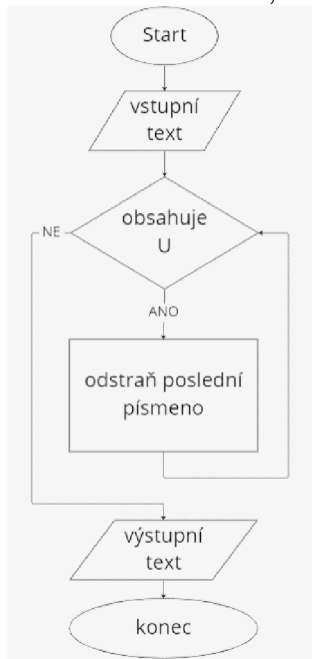 Start
vstupní
text
obsahuje
U
NE
ANO
odstraň poslední
písmeno
výstupní
text
konec